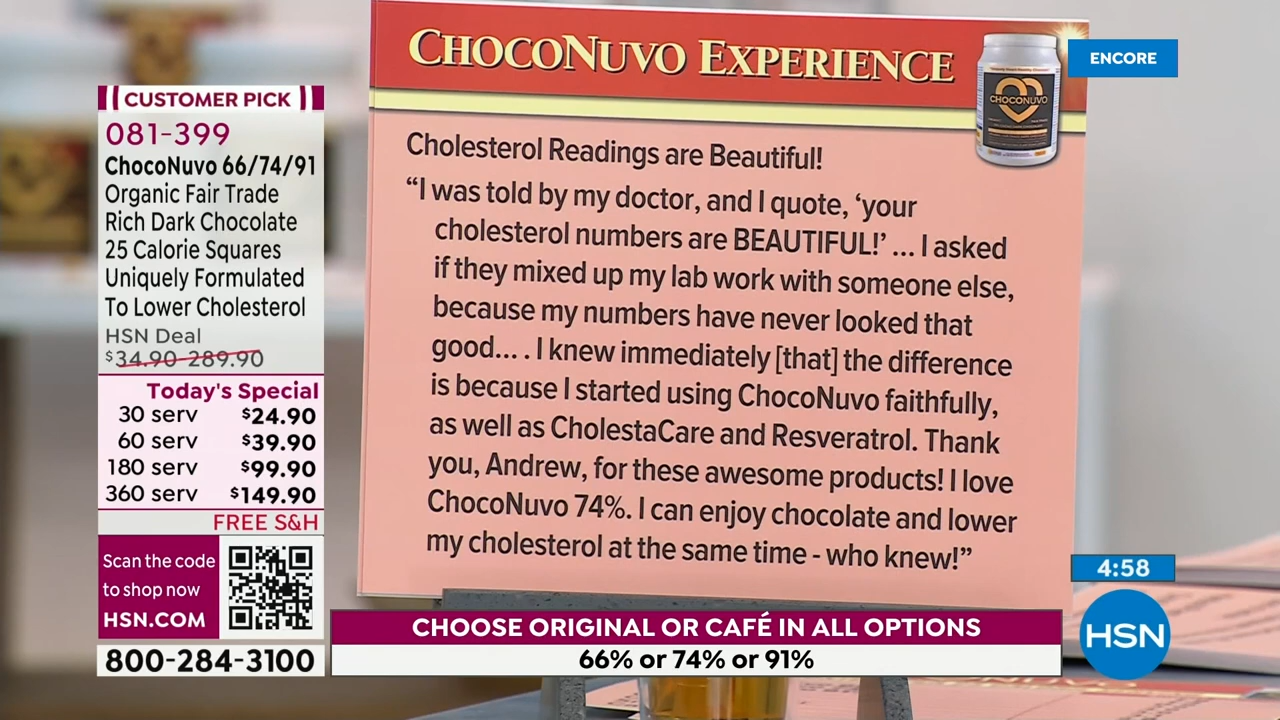 CHOCONUVO EXPERIENCE
CHOCONUVO
ENCORE
Cholesterol Readings are Beautiful!
“I was told by my doctor, and I quote, ‘your
cholesterol numbers are BEAUTIFUL!’ ... I asked
if they mixed up my lab work with someone else,
because my numbers have never looked that
good... . I knew immediately [that] the difference
is because I started using ChocoNuvo faithfully,
as well as CholestaCare and Resveratrol. Thank
you, Andrew, for these awesome products! I love
ChocoNuvo 74%. I can enjoy chocolate and lower
my cholesterol at the same time - who knew!”
CUSTOMER PICK
081-399
ChocoNuvo 66/74/91
Organic Fair Trade
Rich Dark Chocolate
25 Calorie Squares
Uniquely Formulated
To Lower Cholesterol
HSN Deal
$34.90-289.90
Today's Special
30 serv $24.90
60 serv $39.90
180 serv $99.90
360 serv $149.90
FREE S&H
Scan the code
to shop now
HSN.COM
800-284-3100
CHOOSE ORIGINAL OR CAFÉ IN ALL OPTIONS
66% or 74% or 91%
4:58
HSN